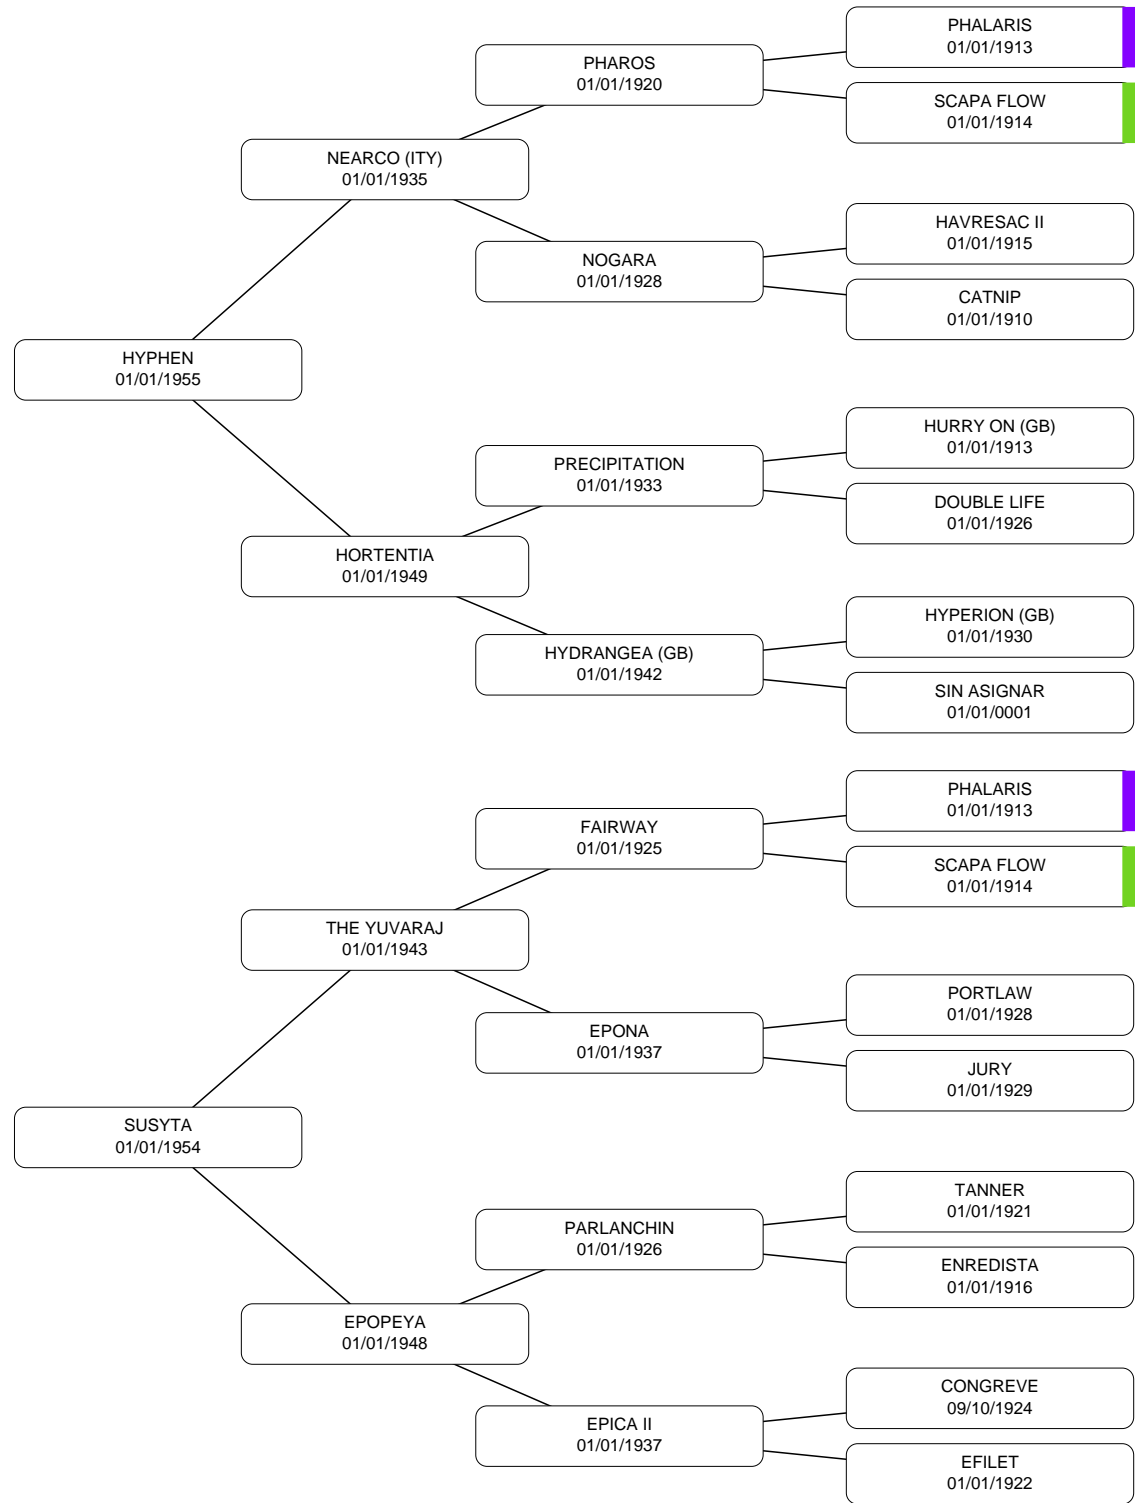 PHALARIS
01/01/1913
PHAROS
01/01/1920
SCAPA FLOW
01/01/1914
NEARCO (ITY)
01/01/1935
HAVRESAC II
01/01/1915
NOGARA
01/01/1928
CATNIP
01/01/1910
HYPHEN
01/01/1955
HURRY ON (GB)
01/01/1913
PRECIPITATION
01/01/1933
DOUBLE LIFE
01/01/1926
HORTENTIA
01/01/1949
HYPERION (GB)
01/01/1930
HYDRANGEA (GB)
01/01/1942
SIN ASIGNAR
01/01/0001
PHALARIS
01/01/1913
FAIRWAY
01/01/1925
SCAPA FLOW
01/01/1914
THE YUVARAJ
01/01/1943
PORTLAW
01/01/1928
EPONA
01/01/1937
JURY
01/01/1929
SUSYTA
01/01/1954
TANNER
01/01/1921
PARLANCHIN
01/01/1926
ENREDISTA
01/01/1916
EPOPEYA
01/01/1948
CONGREVE
09/10/1924
EPICA II
01/01/1937
EFILET
01/01/1922